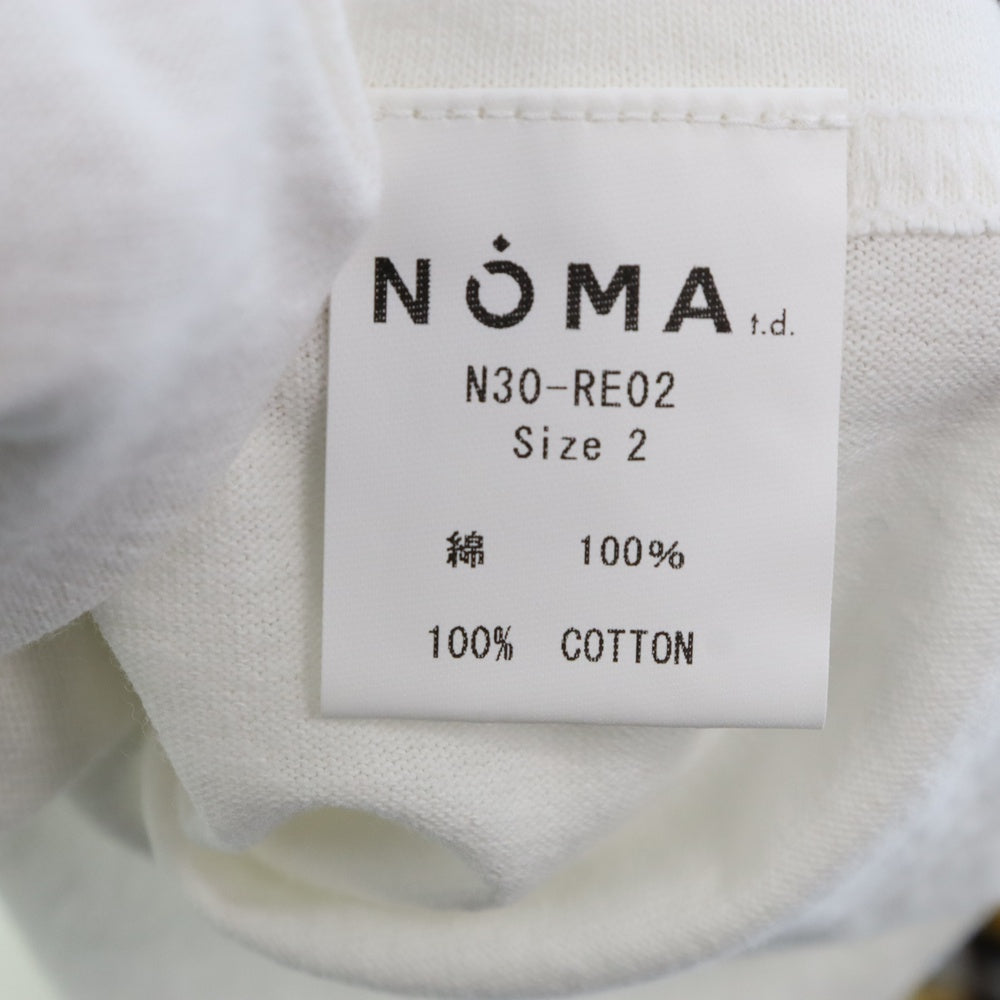 NOMA t.d.
N30-RE02
Size 2
綿 100%
100% COTTON